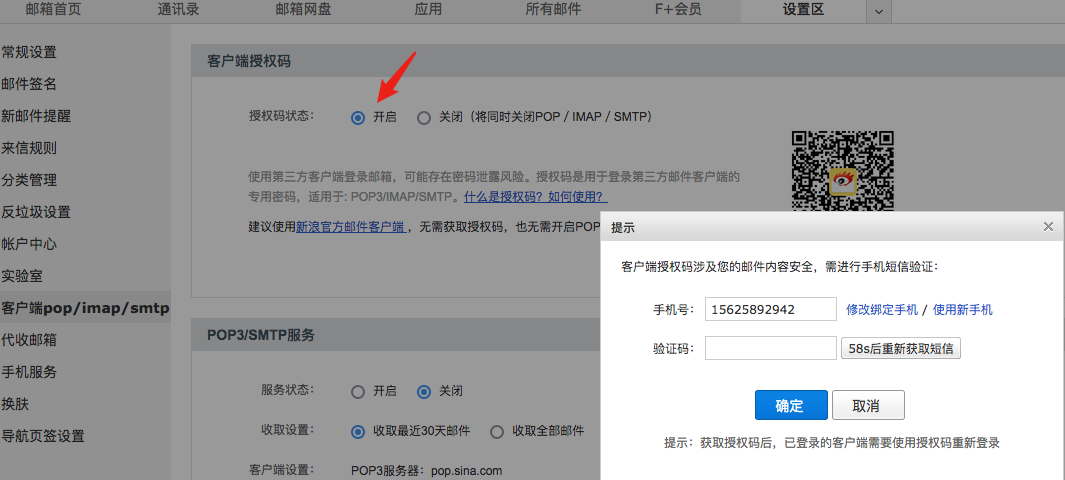 邮箱首页 通讯录 邮箱网盘 应用 所有邮件 F+会员 设置区
常规设置
邮件签名
新邮件提醒
来信规则
分类管理
反垃圾设置
帐户中心
实验室
客户端pop/imap/smtp
代收邮箱
手机服务
换肤
导航页签设置
客户端授权码
授权码状态： 开启 关闭（将同时关闭POP / IMAP / SMTP）
使用第三方客户端登录邮箱，可能存在密码泄露风险。授权码是用于登录第三方邮件客户端的
专用密码，适用于: POP3/IMAP/SMTP。什么是授权码？如何使用？
建议使用新浪官方邮件客户端 ，无需获取授权码，也无需开启POP
POP3/SMTP服务
服务状态： 开启 关闭
收取设置： 收取最近30天邮件 收取全部邮件
客户端设置： POP3服务器：pop.sina.com
提示
客户端授权码涉及您的邮件内容安全，需进行手机短信验证：
手机号： 15625892942 修改绑定手机 / 使用新手机
验证码： 58s后重新获取短信
确定 取消
提示：获取授权码后，已登录的客户端需要使用授权码重新登录